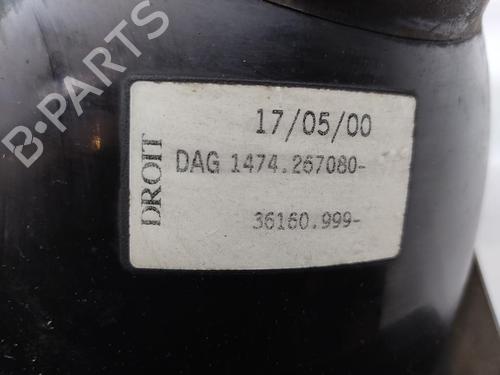 B-PARTS
DROIT
17/05/00
DAG 1474.267080-
36160.999-